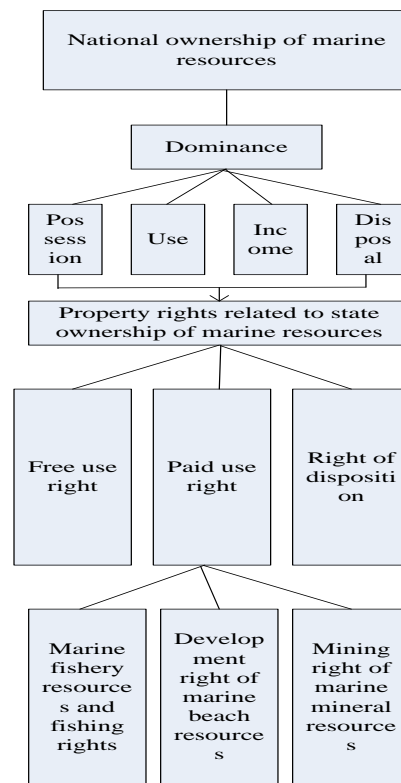 National ownership of marine
resources
Dominance
Pos
sess
ion
Use
Inc
ome
Dis
pos
al
Property rights related to state
ownership of marine resources
Free use
right
Paid use
right
Right of
dispositi
on
Marine
fishery
resource
s and
fishing
rights
Develop
ment
right of
marine
beach
resource
s
Mining
right of
marine
mineral
resource
s